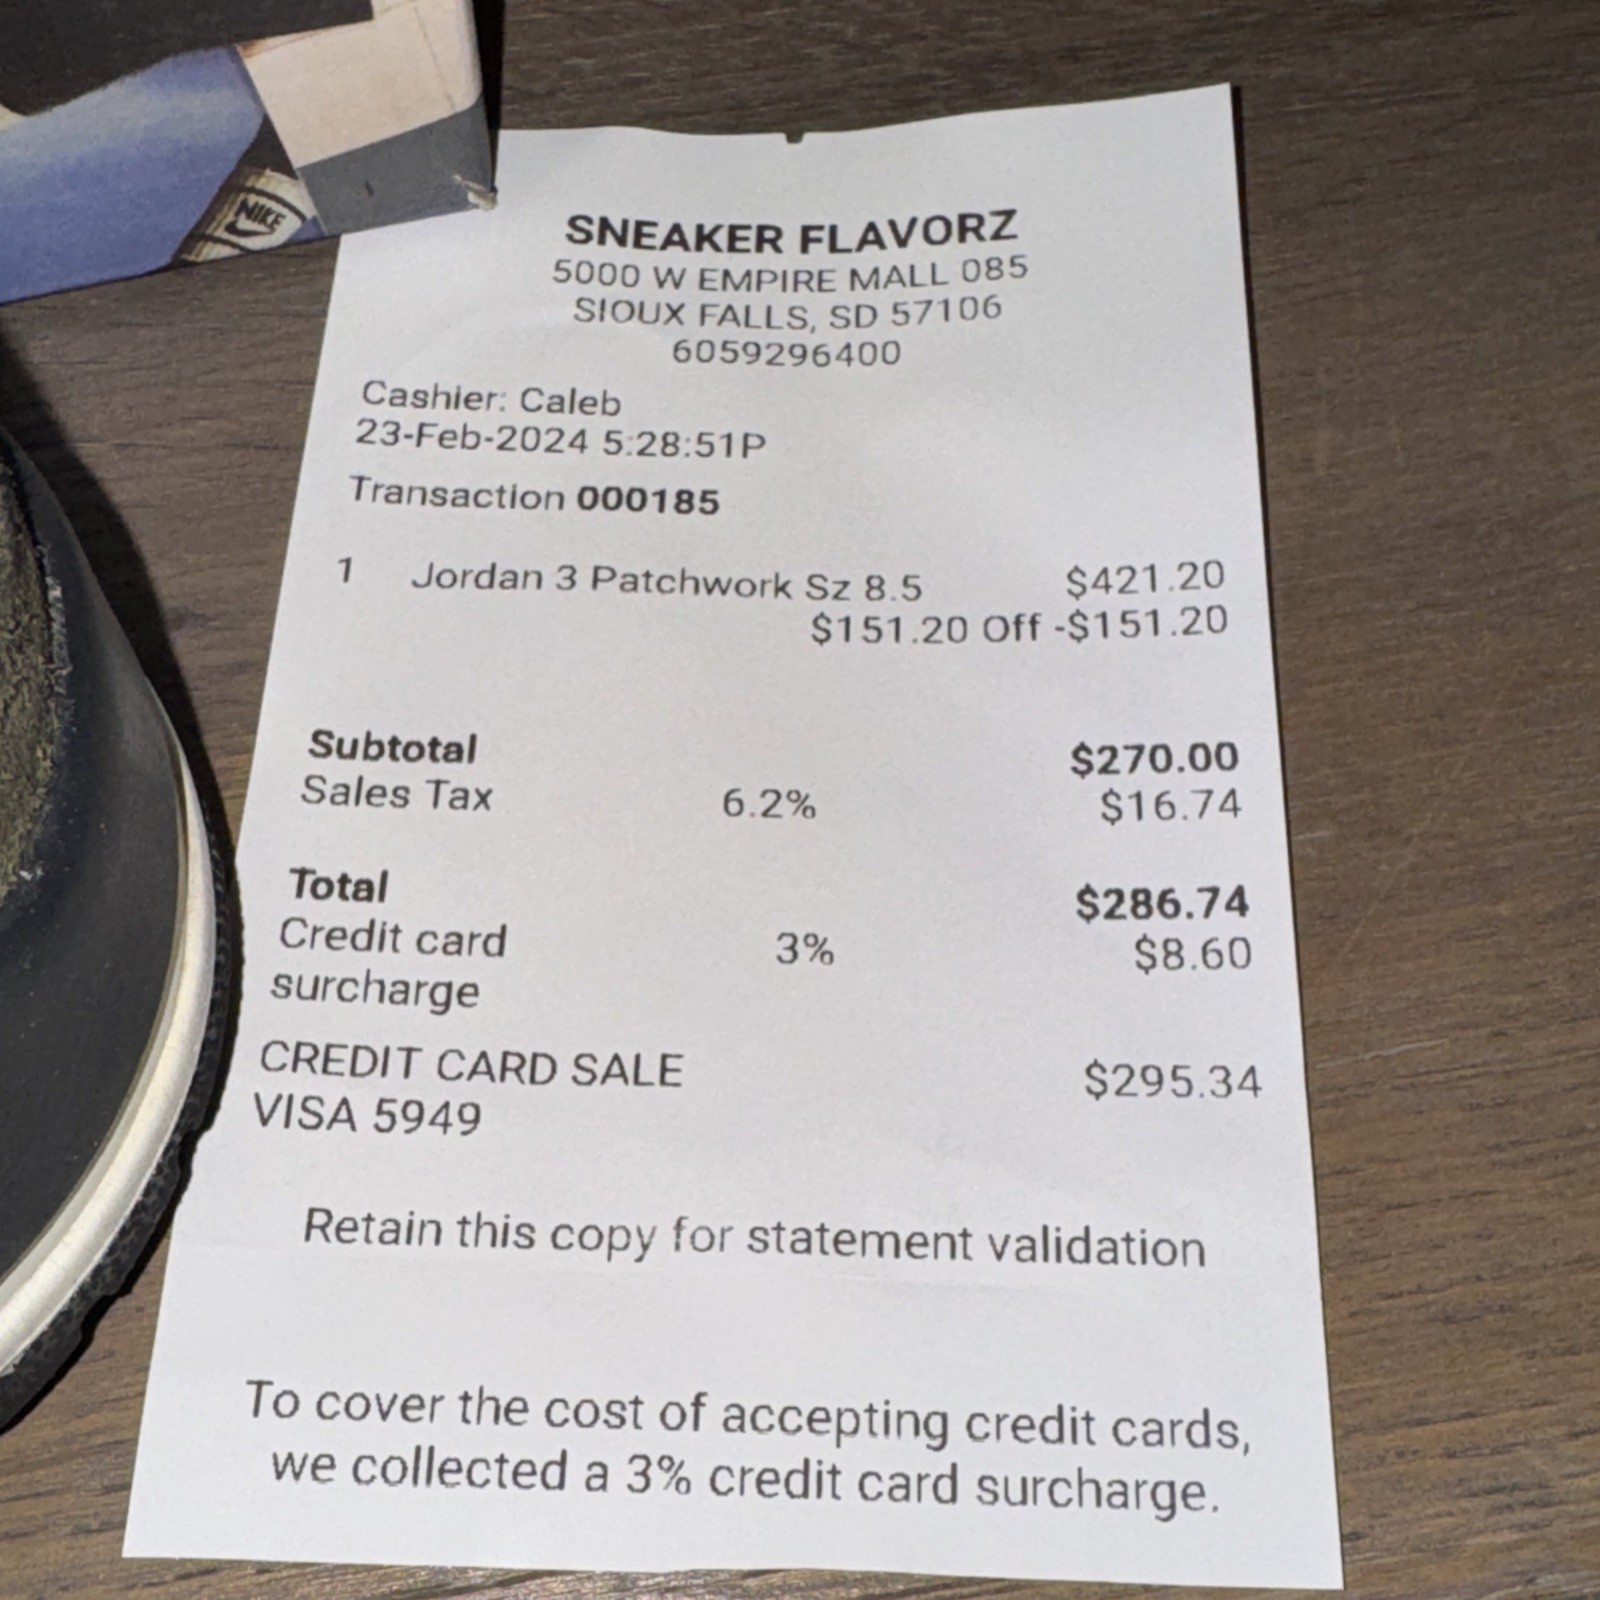 NIKE
SNEAKER FLAVORZ
5000 W EMPIRE MALL 085
SIOUX FALLS, SD 57106
6059296400
Cashier: Caleb
23-Feb-2024 5:28:51P
Transaction 000185
1 Jordan 3 Patchwork Sz 8.5 $421.20
$151.20 Off -$151.20
Subtotal $270.00
Sales Tax 6.2% $16.74
Total $286.74
Credit card 3% $8.60
surcharge
CREDIT CARD SALE $295.34
VISA 5949
Retain this copy for statement validation
To cover the cost of accepting credit cards,
we collected a 3% credit card surcharge.